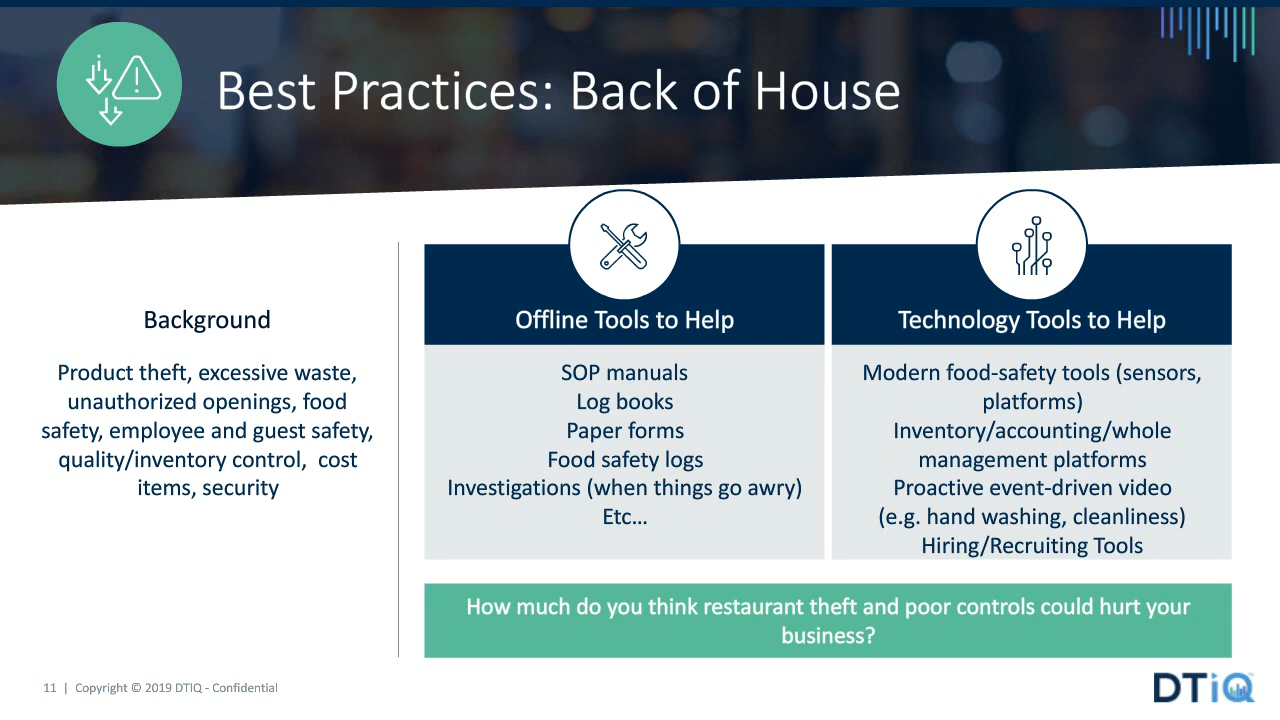 Best Practices: Back of House
Background
Product theft, excessive waste,
unauthorized openings, food
safety, employee and guest safety,
quality/inventory control,  cost
items, security
Offline Tools to Help
SOP manuals
Log books
Paper forms
Food safety logs
Investigations (when things go awry)
Etc…
Technology Tools to Help
Modern food-safety tools (sensors,
platforms)
Inventory/accounting/whole
management platforms
Proactive event-driven video
(e.g. hand washing, cleanliness)
Hiring/Recruiting Tools
How much do you think restaurant theft and poor controls could hurt your
business?
11 | Copyright © 2019 DTIQ - Confidential
DTiQ